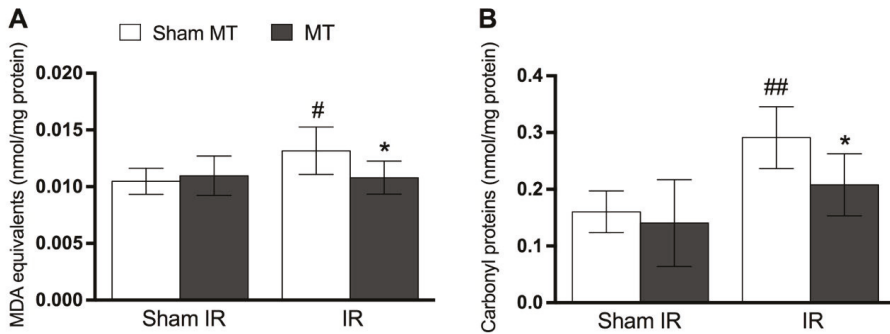 A
Sham MT
MT
MDA equivalents (nmol/mg protein)
0.020
0.015
0.010
0.005
0.000
#
*
Sham IR
IR
B
Carbonyl proteins (nmol/mg protein)
0.4
0.3
0.2
0.1
0.0
##
*
Sham IR
IR